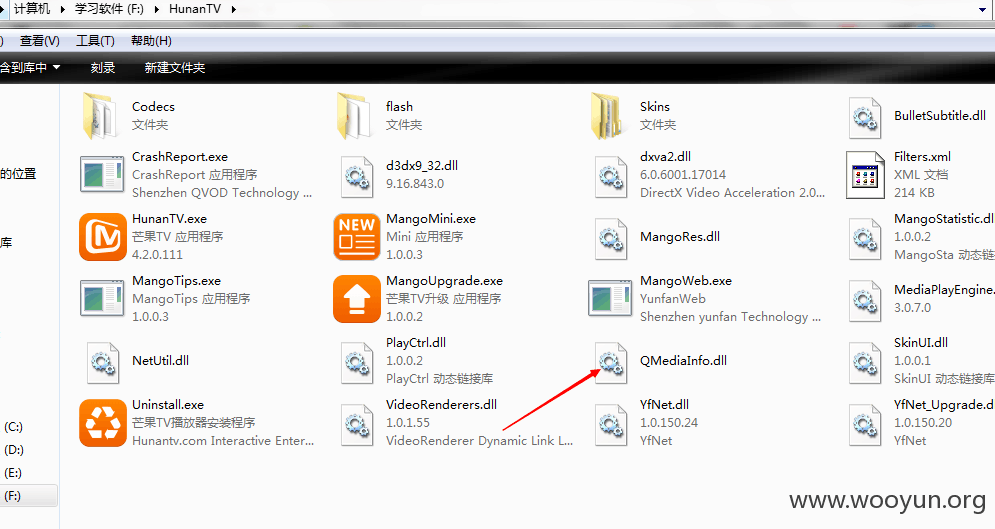 计算机 ▸ 学习软件 (F:) ▸ HunanTV ▸
) 查看(V) 工具(T) 帮助(H)
含到库中 刻录 新建文件夹
Codecs
文件夹
flash
文件夹
Skins
文件夹
BulletSubtitle.dll
CrashReport.exe
CrashReport 应用程序
Shenzhen QVOD Technology ...
d3dx9_32.dll
9.16.843.0
dxva2.dll
6.0.6001.17014
DirectX Video Acceleration 2.0...
Filters.xml
XML 文档
214 KB
HunanTV.exe
芒果TV 应用程序
4.2.0.111
NEW
MangoMini.exe
Mini 应用程序
1.0.0.3
MangoRes.dll
MangoStatistic.dll
1.0.0.2
MangoSta 动态链接
MangoTips.exe
MangoTips 应用程序
1.0.0.3
MangoUpgrade.exe
芒果TV升级 应用程序
1.0.0.2
MangoWeb.exe
YunfanWeb
Shenzhen yunfan Technology ...
MediaPlayEngine.
3.0.7.0
NetUtil.dll
PlayCtrl.dll
1.0.0.2
PlayCtrl 动态链接库
QMediaInfo.dll
SkinUI.dll
1.0.0.1
SkinUI 动态链接库
Uninstall.exe
芒果TV播放器安装程序
Hunantv.com Interactive Enter...
VideoRenderers.dll
1.0.1.55
VideoRenderer Dynamic Link L...
YfNet.dll
1.0.150.24
YfNet
YfNet_Upgrade.d
1.0.150.20
YfNet
的位置
库
(C:)
(D:)
(E:)
(F:)
www.wooyun.org